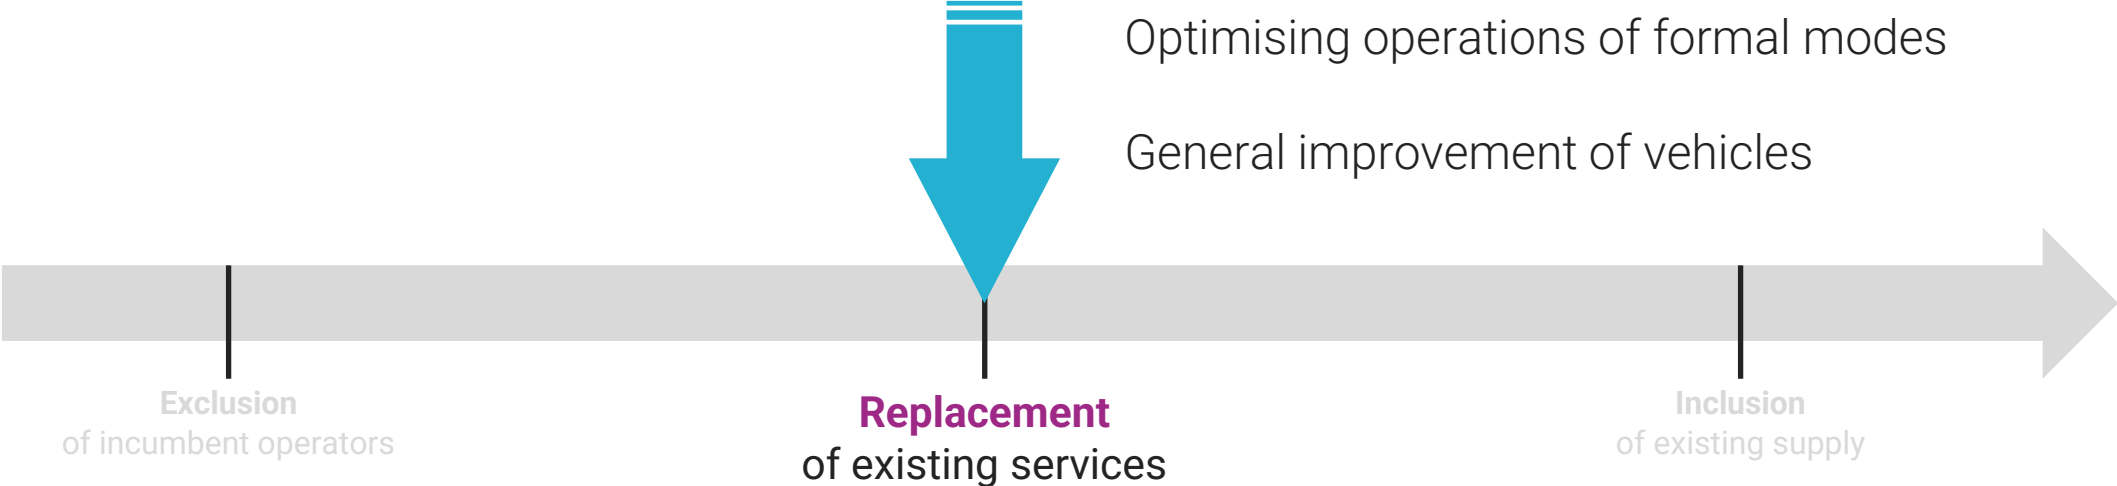 Optimising operations of formal modes
General improvement of vehicles
Exclusion
of incumbent operators
Replacement
of existing services
Inclusion
of existing supply